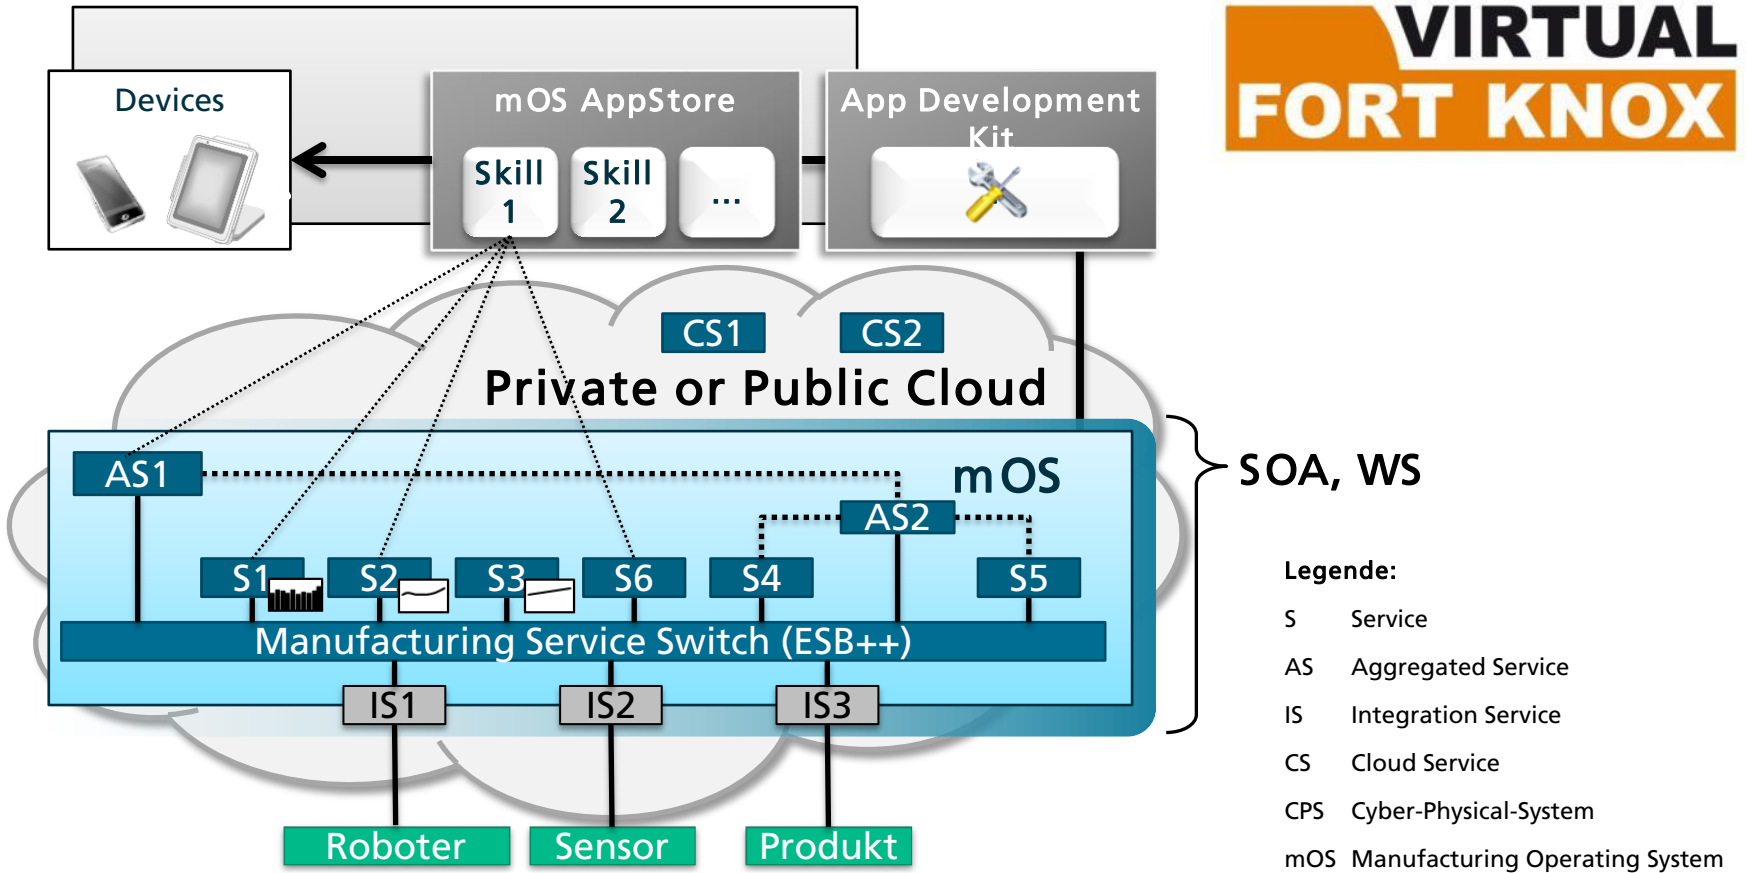 VIRTUAL
FORT KNOX
Devices
mOS AppStore
App Development
Kit
Skill
1
Skill
2
...
CS1
CS2
Private or Public Cloud
mOS
AS1
AS2
SOA, WS
S1
S2
S3
S6
S4
S5
Manufacturing Service Switch (ESB++)
IS1
IS2
IS3
Roboter
Sensor
Produkt
Legende:
S Service
AS Aggregated Service
IS Integration Service
CS Cloud Service
CPS Cyber-Physical-System
mOS Manufacturing Operating System